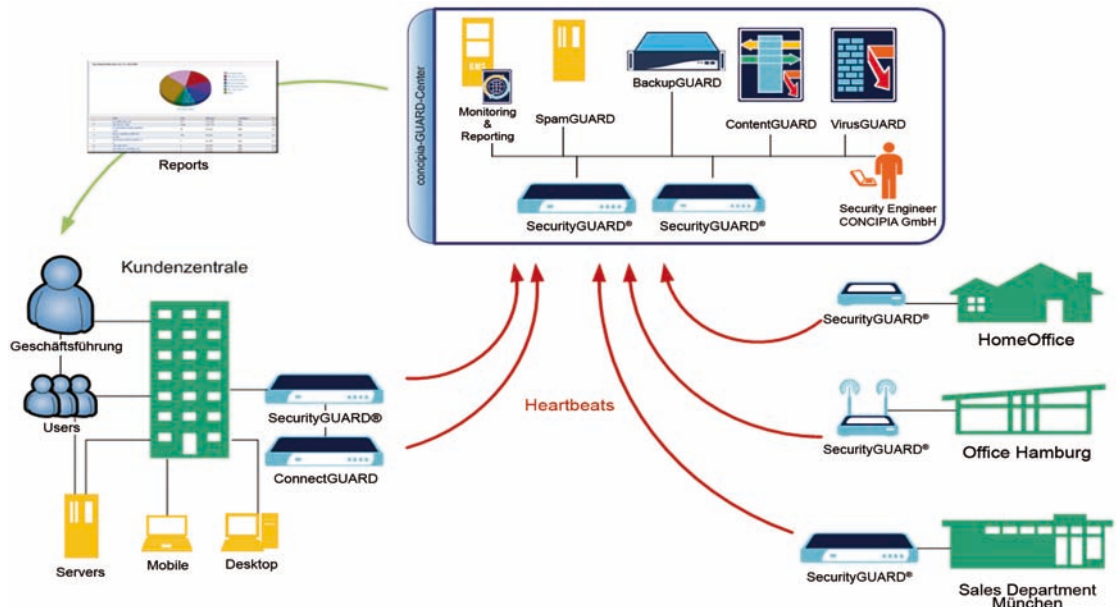 concipia-GUARD-Center
EMS
Monitoring
&
Reporting
SpamGUARD
BackupGUARD
ContentGUARD
VirusGUARD
SecurityGUARD®
SecurityGUARD®
Security Engineer
CONCIPIA GmbH
Reports
Kundenzentrale
Geschäftsführung
Users
Servers
Mobile
Desktop
SecurityGUARD®
ConnectGUARD
Heartbeats
SecurityGUARD®
HomeOffice
SecurityGUARD®
Office Hamburg
SecurityGUARD®
Sales Department
München